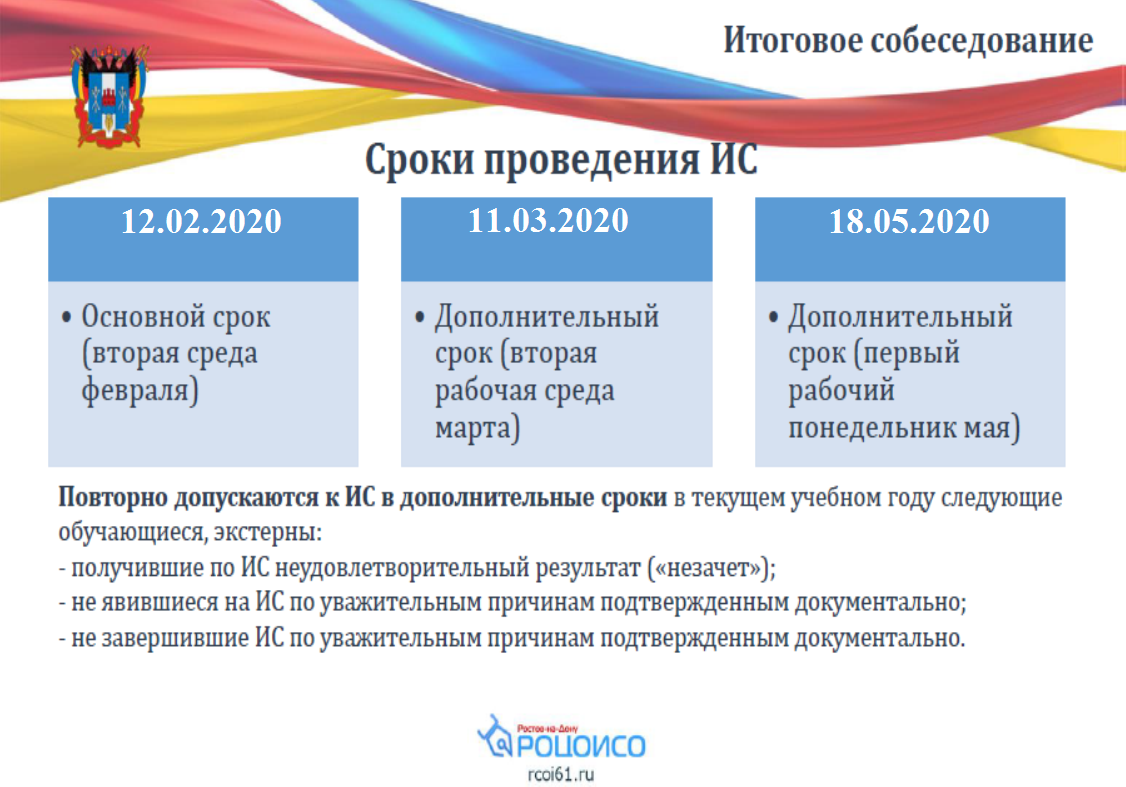 Итоговое собеседование
Сроки проведения ИС
12.02.2020
• Основной срок
(вторая среда
февраля)
11.03.2020
• Дополнительный
срок (вторая
рабочая среда
марта)
18.05.2020
• Дополнительный
срок (первый
рабочий
понедельник мая)
Повторно допускаются к ИС в дополнительные сроки в текущем учебном году следующие
обучающиеся, экстерны:
- получившие по ИС неудовлетворительный результат («незачет»);
- не явившиеся на ИС по уважительным причинам подтвержденным документально;
- не завершившие ИС по уважительным причинам подтвержденным документально.
Ростов-на-Дону
РОЦОИСО
rcoi61.ru